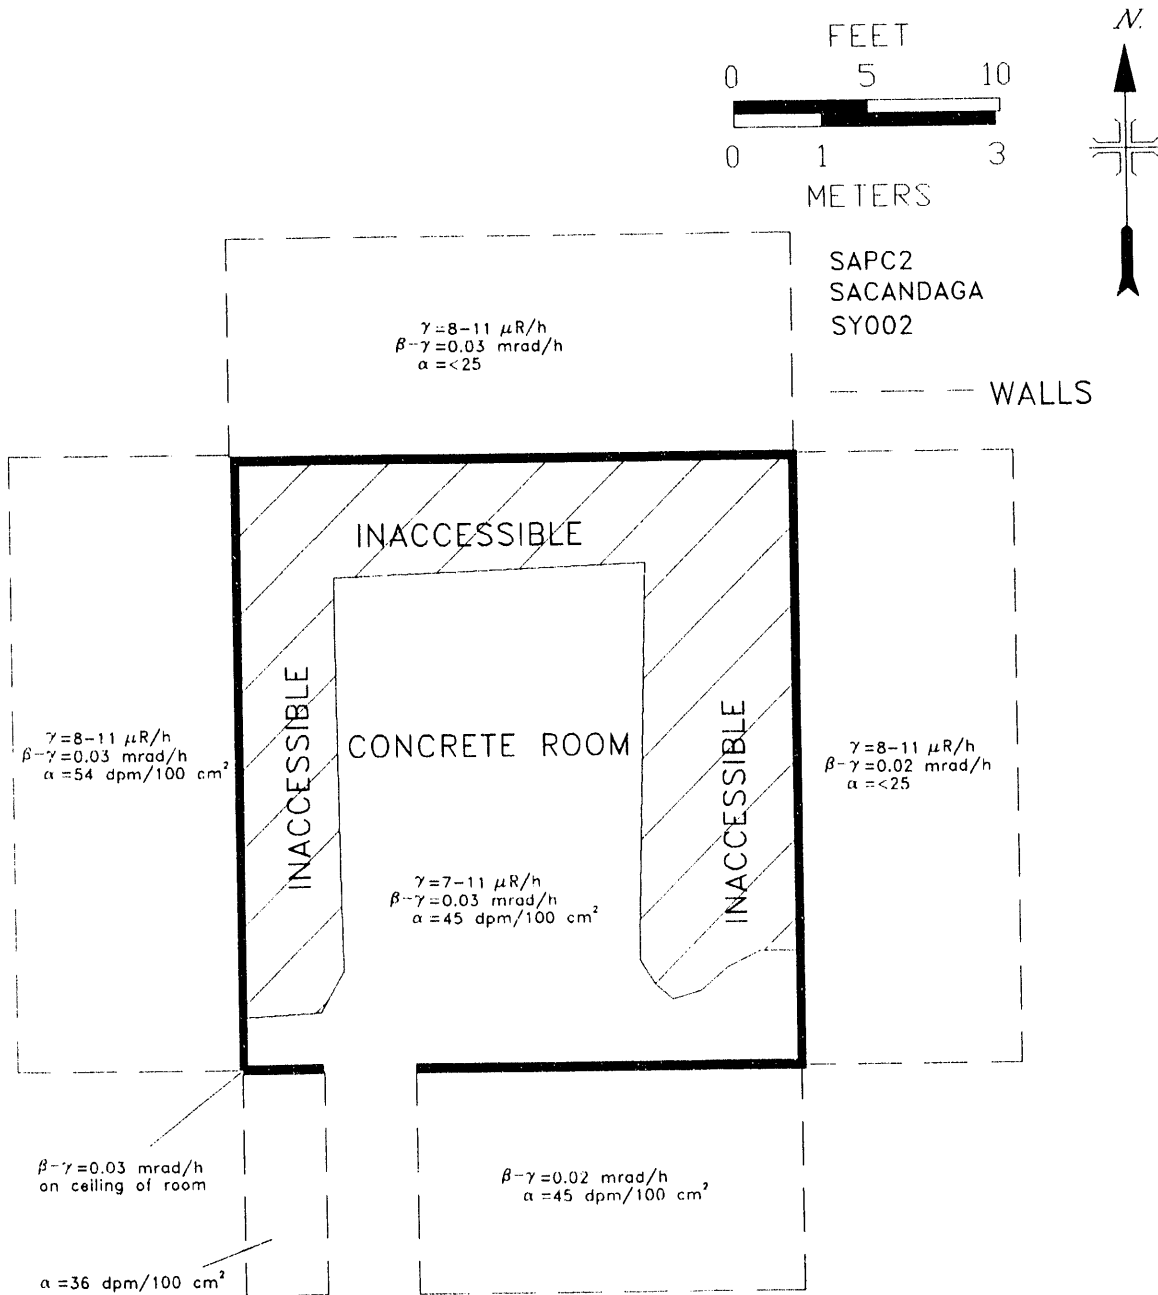 N.
FEET
0 5 10
0 1 3
METERS
SAPC2
SACANDAGA
SY002
WALLS
γ=8-11 μR/h
β-γ=0.03 mrad/h
α=<25
INACCESSIBLE
INACCESSIBLE
CONCRETE ROOM
INACCESSIBLE
γ=8-11 μR/h
β-γ=0.03 mrad/h
α=54 dpm/100 cm²
γ=8-11 μR/h
β-γ=0.02 mrad/h
α=<25
γ=7-11 μR/h
β-γ=0.03 mrad/h
α=45 dpm/100 cm²
β-γ=0.03 mrad/h
on ceiling of room
β-γ=0.02 mrad/h
α=45 dpm/100 cm²
α=36 dpm/100 cm²